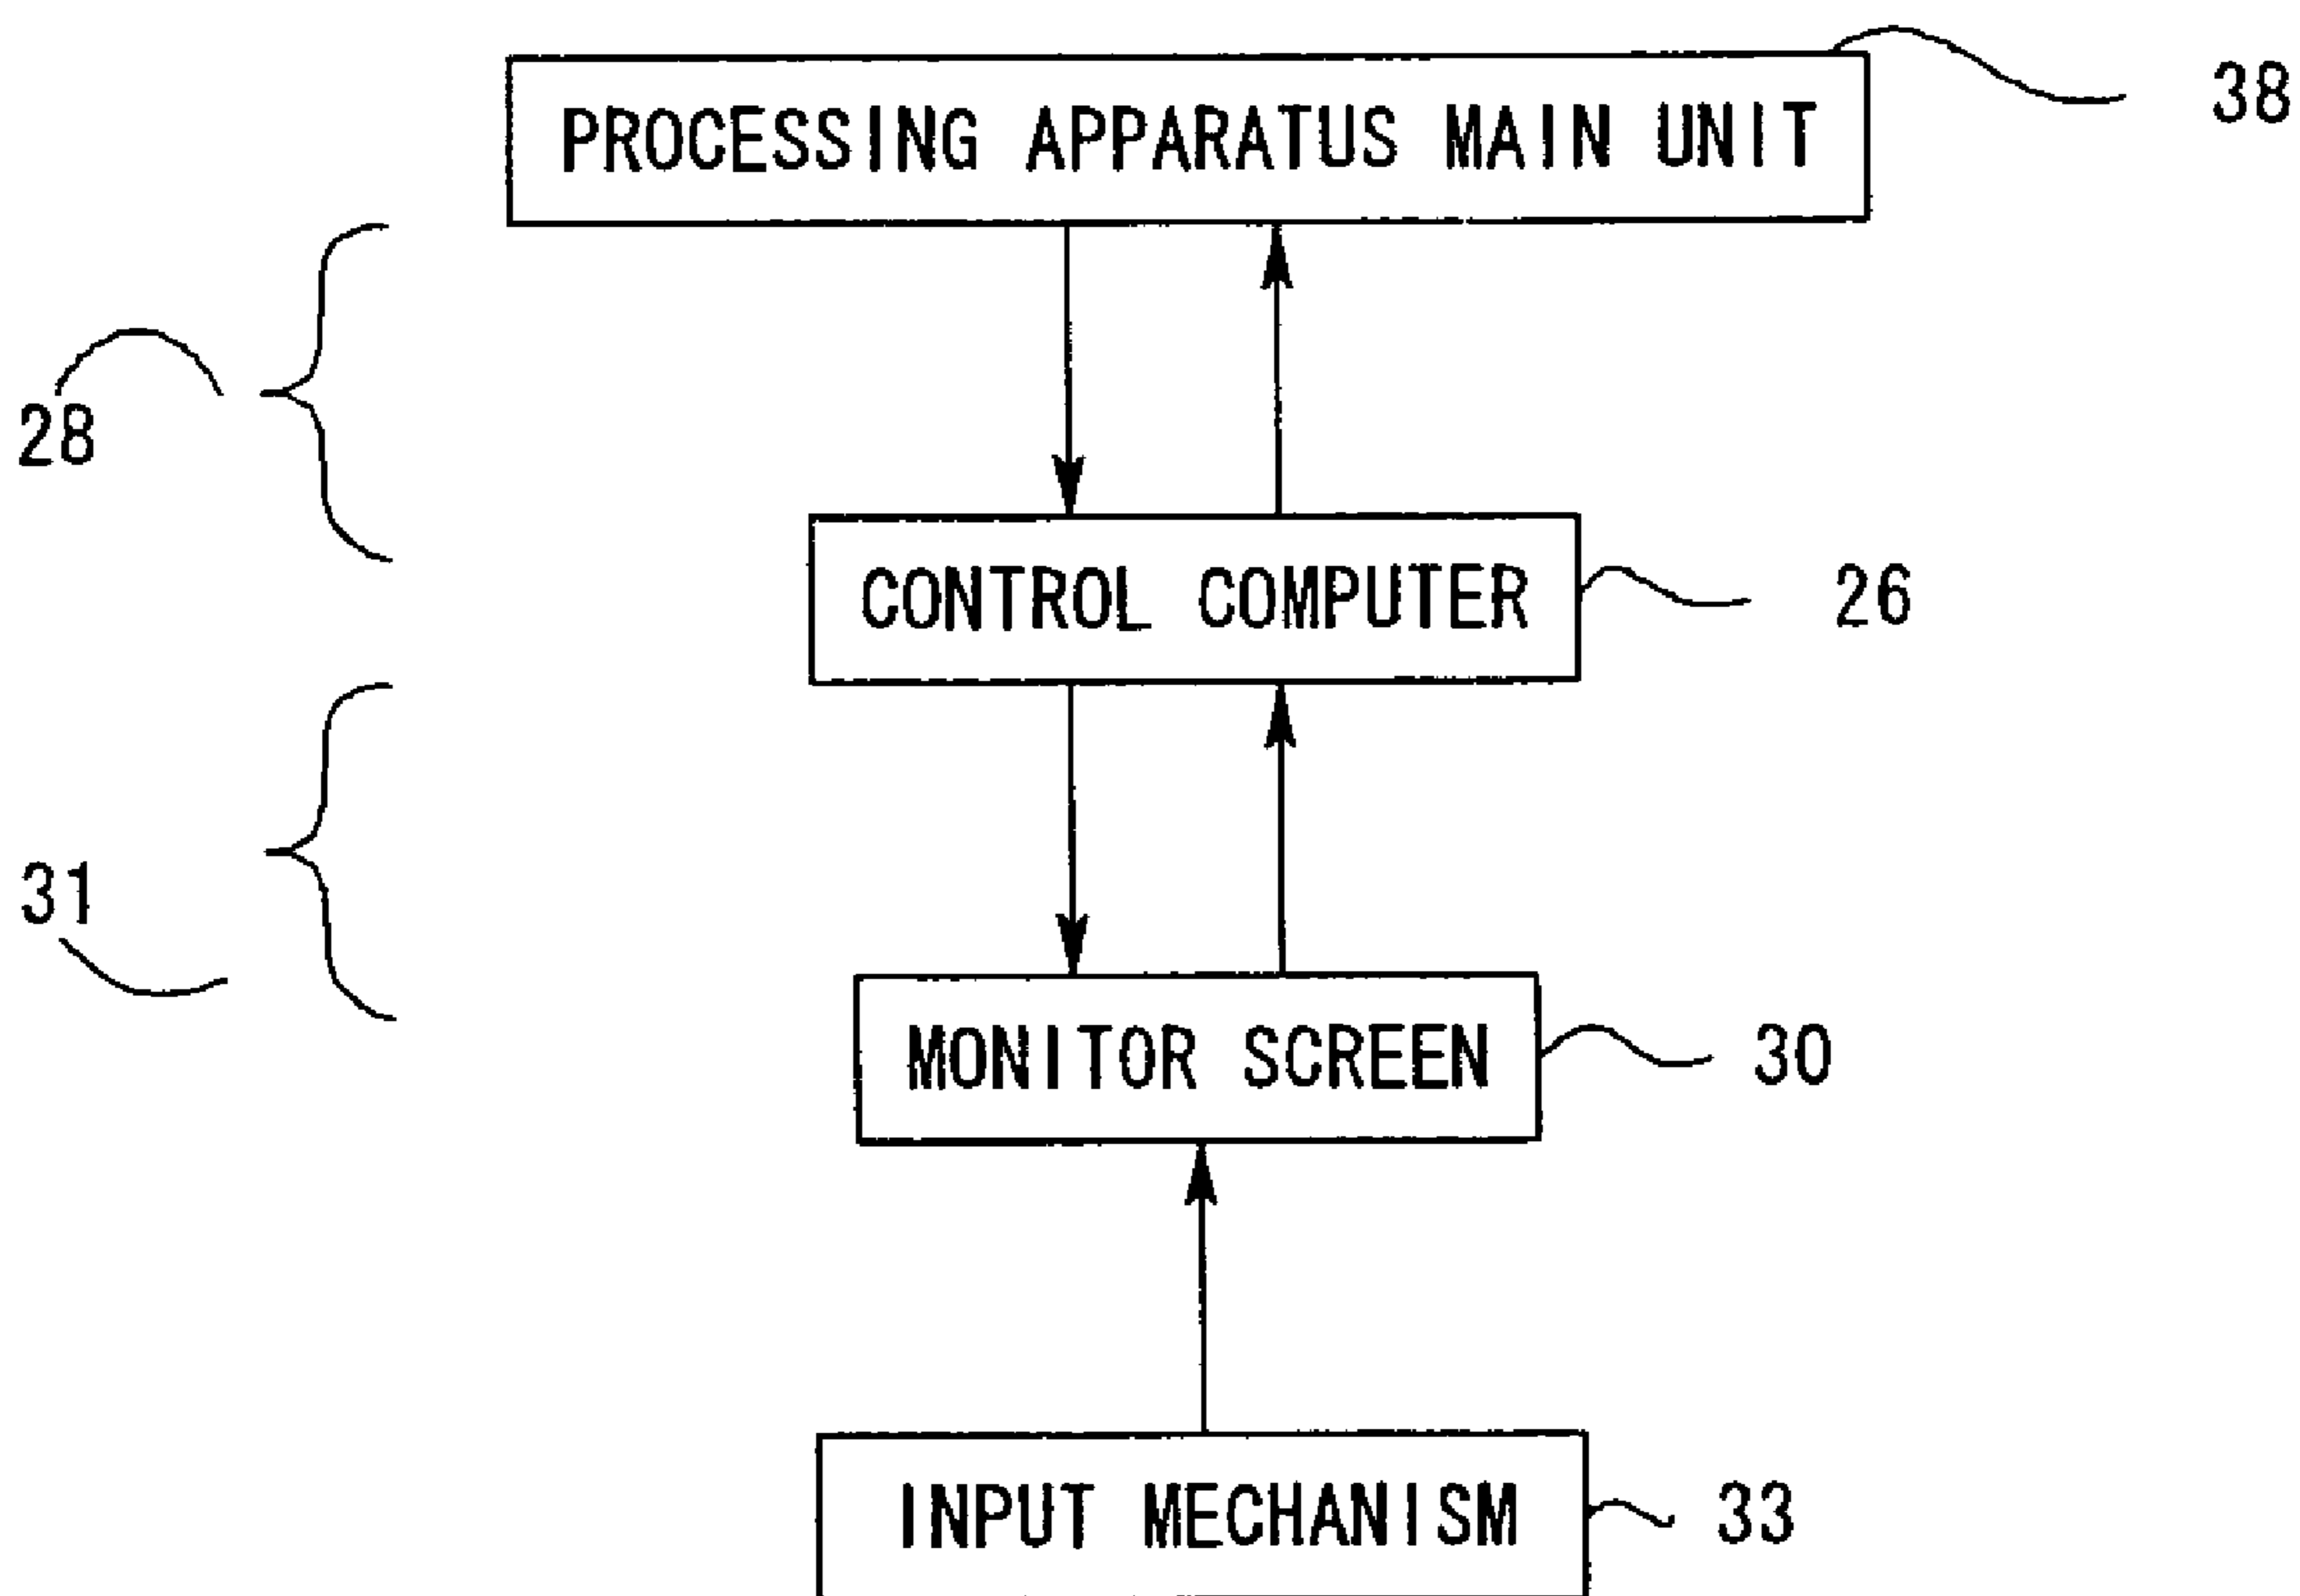 PROCESSING APPARATUS MAIN UNIT
38
28
CONTROL COMPUTER
26
31
MONITOR SCREEN
30
INPUT MECHANISM
33